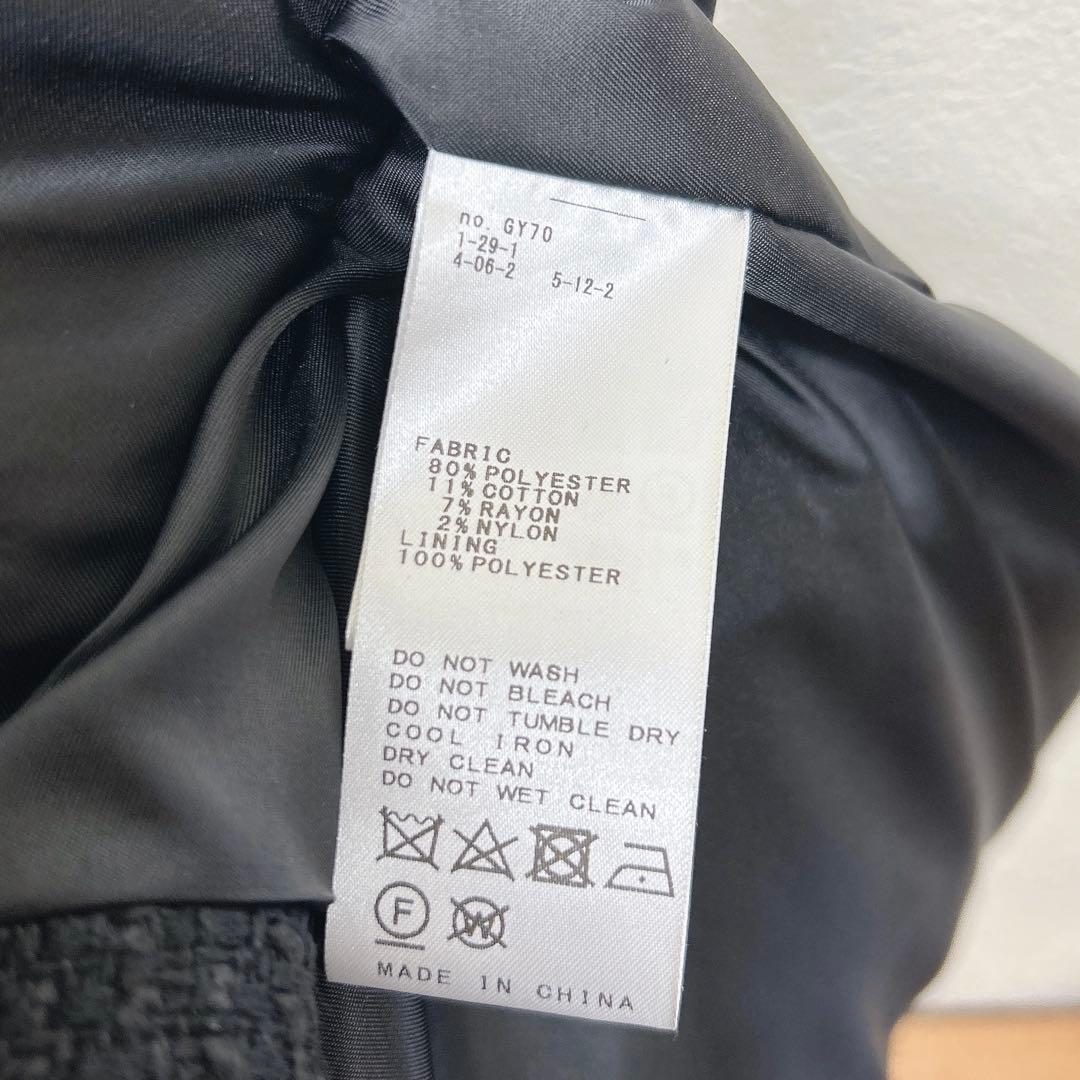 no. GY70
1-29-1
4-06-2 5-12-2
FABRIC
80% POLYESTER
11% COTTON
7% RAYON
2% NYLON
LINING
100% POLYESTER
DO NOT WASH
DO NOT BLEACH
DO NOT TUMBLE DRY
COOL IRON
DRY CLEAN
DO NOT WET CLEAN
F W
MADE IN CHINA